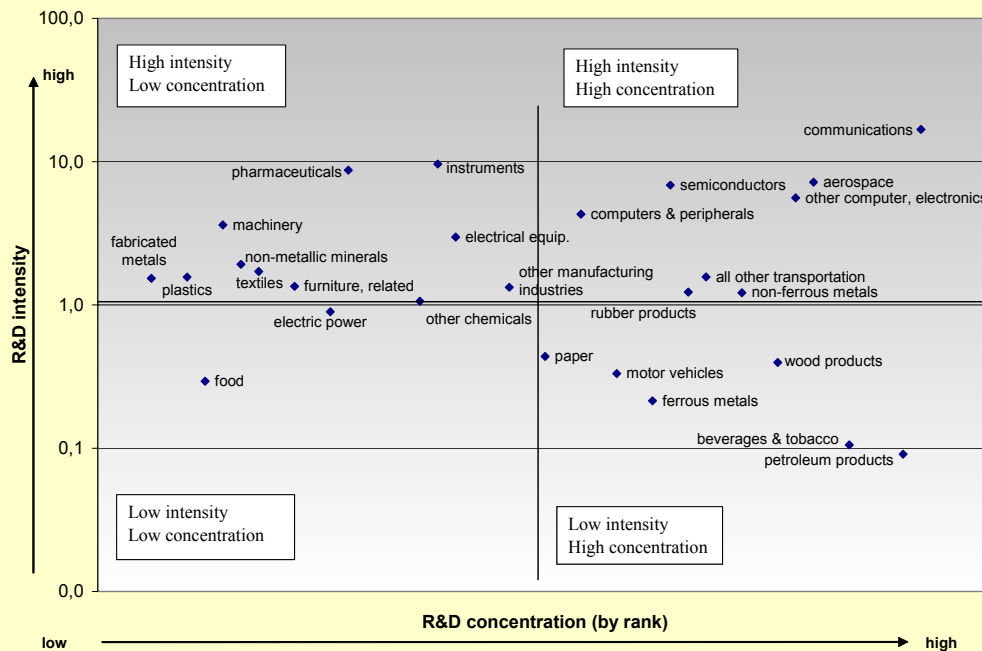 100,0
high
High intensity
Low concentration
High intensity
High concentration
communications
10,0
pharmaceuticals
instruments
semiconductors
aerospace
other computer, electronics
computers & peripherals
machinery
electrical equip.
fabricated
metals
non-metallic minerals
plastics
textiles
furniture, related
other manufacturing
industries
all other transportation
non-ferrous metals
rubber products
1,0
electric power
other chemicals
R&D intensity
paper
wood products
motor vehicles
food
ferrous metals
0,1
beverages & tobacco
petroleum products
Low intensity
Low concentration
Low intensity
High concentration
0,0
R&D concentration (by rank)
low
high